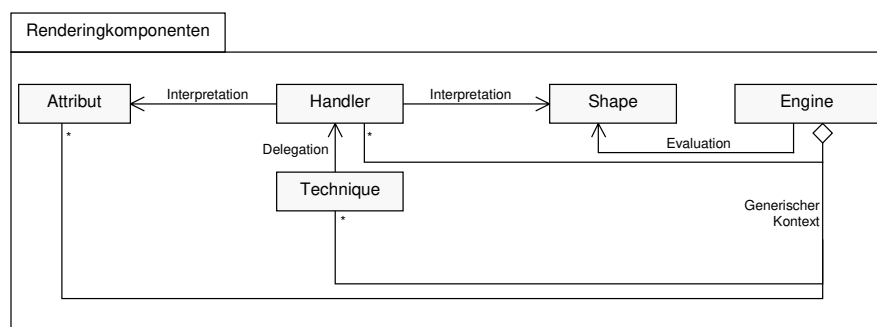 Renderingkomponenten
Attribut
Interpretation
Handler
Interpretation
Shape
Engine
*
*
Delegation
Evaluation
Technique
*
Generischer
Kontext